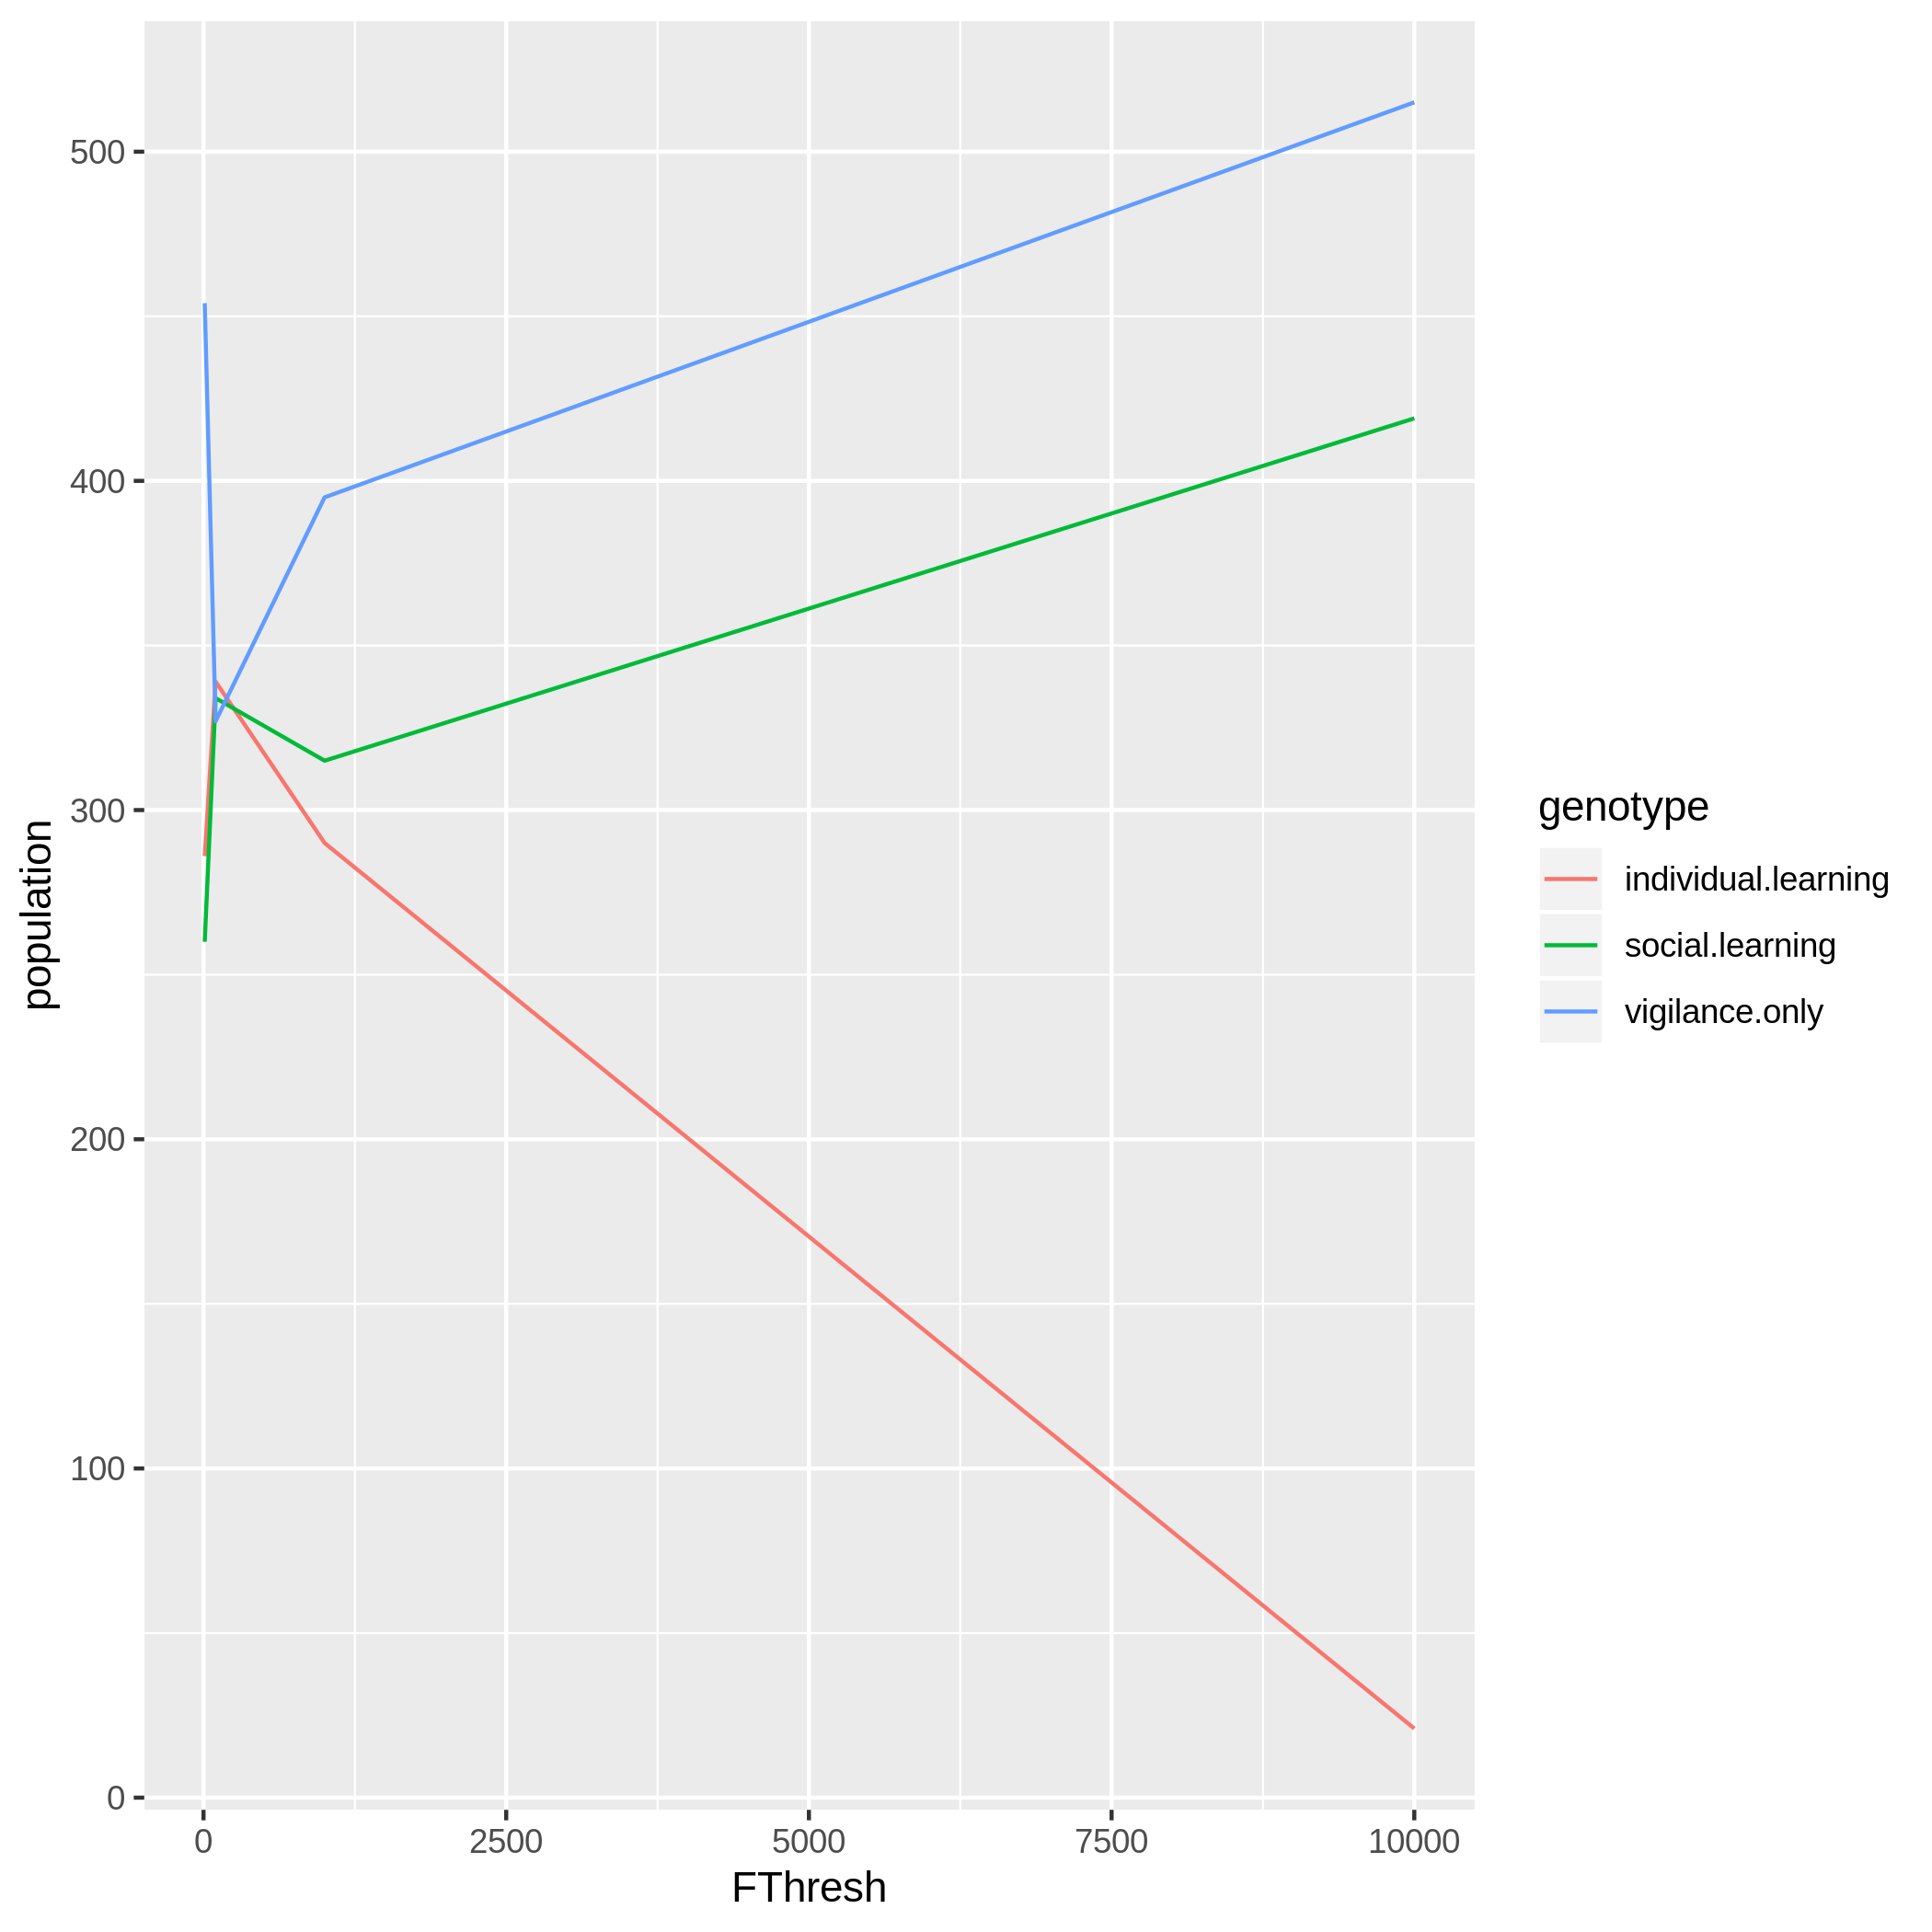 500
400
300
200
100
0
population
0 2500 5000 7500 10000
FThresh
genotype
individual.learning
social.learning
vigilance.only